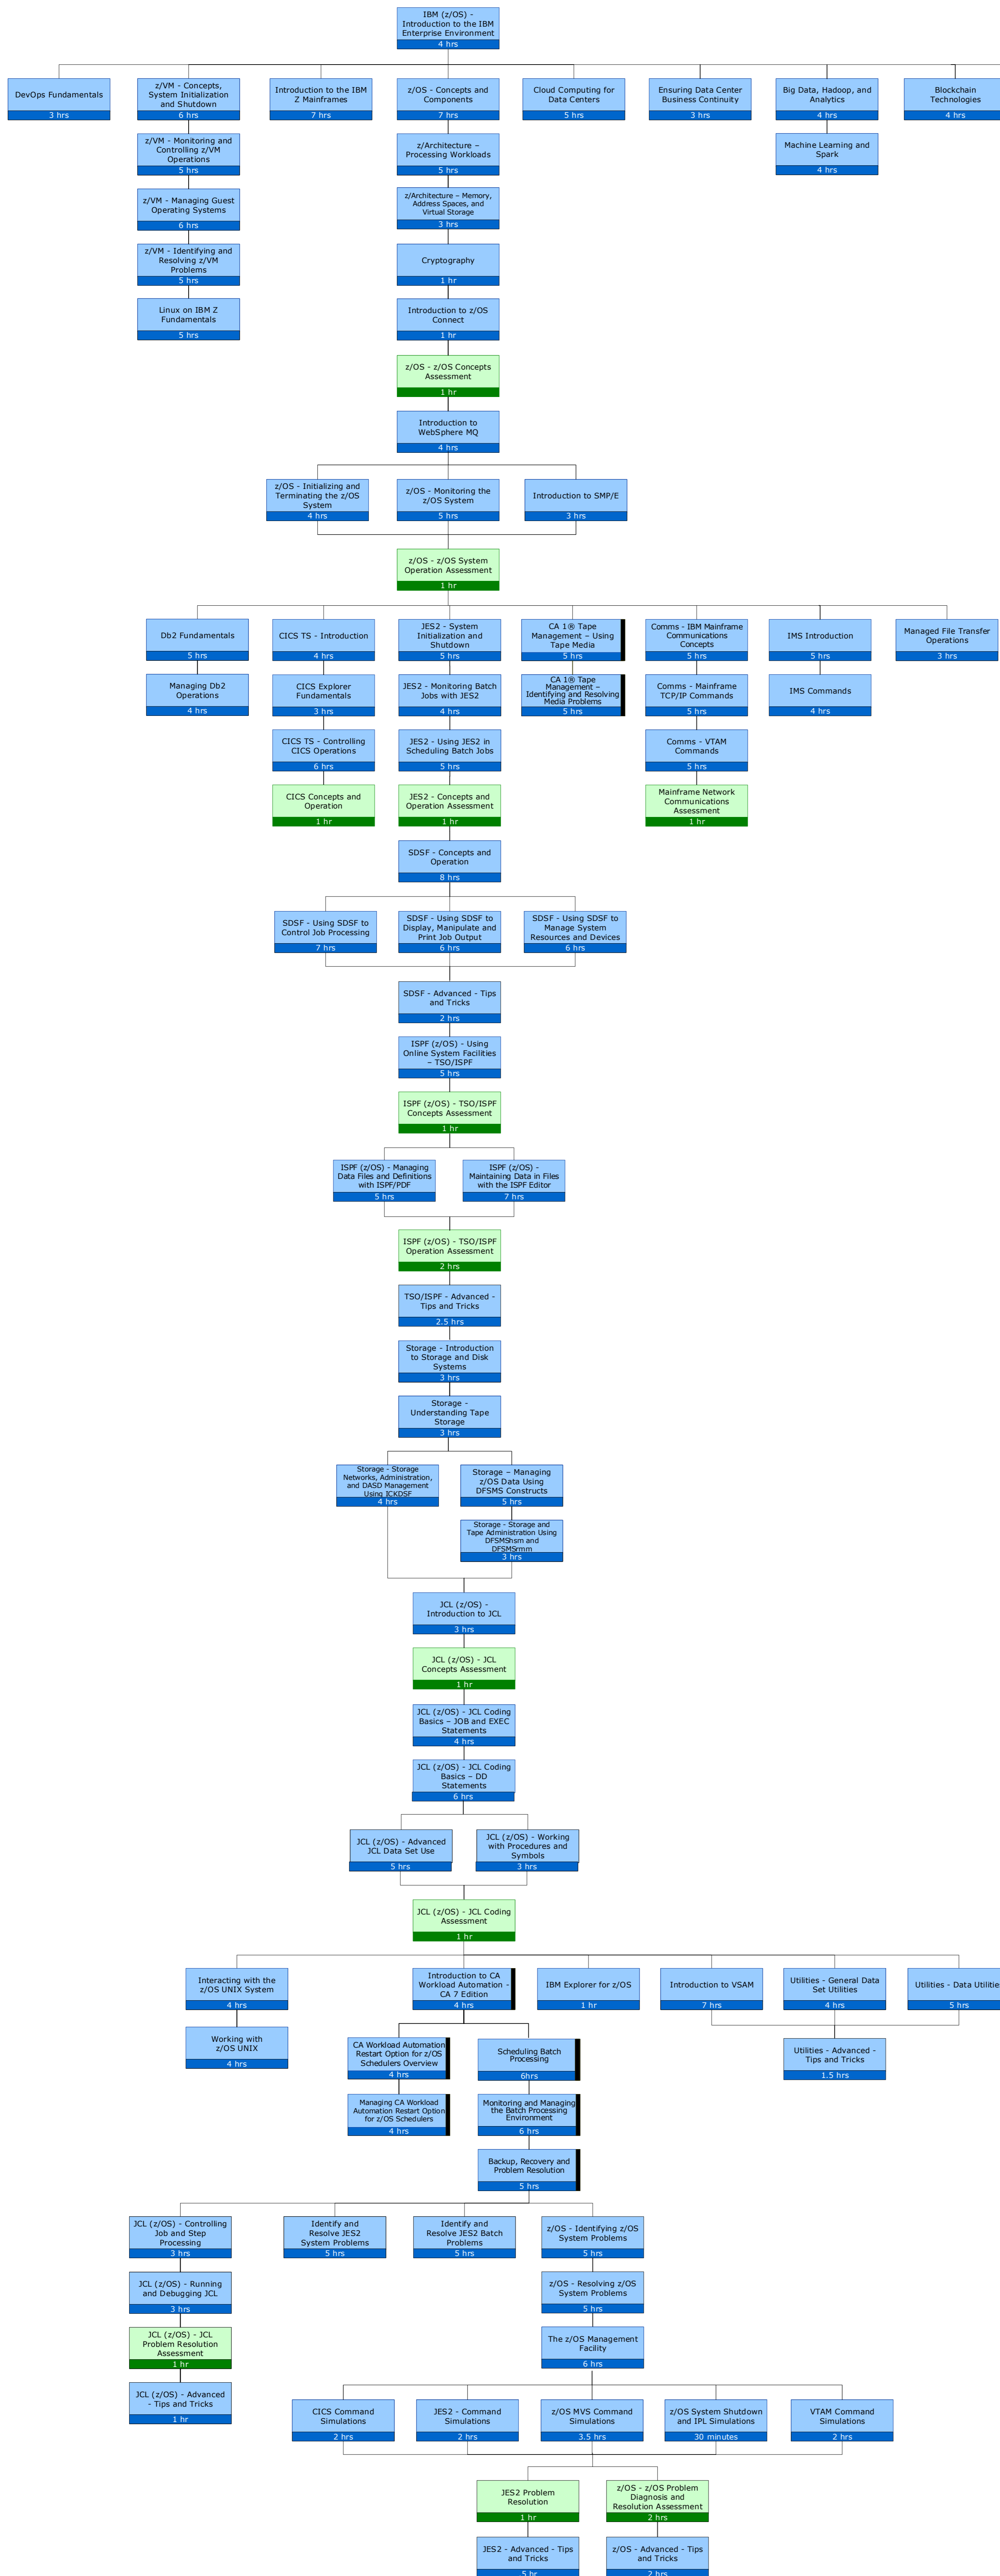 IBM (z/OS) -
Introduction to the IBM
Enterprise Environment
4 hrs
DevOps Fundamentals
3 hrs
z/VM - Concepts,
System Initialization
and Shutdown
6 hrs
Introduction to the IBM
Z Mainframes
7 hrs
z/OS - Concepts and
Components
7 hrs
Cloud Computing for
Data Centers
5 hrs
Ensuring Data Center
Business Continuity
3 hrs
Big Data, Hadoop, and
Analytics
4 hrs
Blockchain
Technologies
4 hrs
z/VM - Monitoring and
Controlling z/VM
Operations
5 hrs
z/Architecture –
Processing Workloads
5 hrs
Machine Learning and
Spark
4 hrs
z/VM - Managing Guest
Operating Systems
6 hrs
z/Architecture – Memory,
Address Spaces, and
Virtual Storage
3 hrs
z/VM - Identifying and
Resolving z/VM
Problems
5 hrs
Cryptography
1 hr
Linux on IBM Z
Fundamentals
5 hrs
Introduction to z/OS
Connect
1 hr
z/OS - z/OS Concepts
Assessment
1 hr
Introduction to
WebSphere MQ
4 hrs
z/OS - Initializing and
Terminating the z/OS
System
4 hrs
z/OS - Monitoring the
z/OS System
5 hrs
Introduction to SMP/E
3 hrs
z/OS - z/OS System
Operation Assessment
1 hr
Db2 Fundamentals
5 hrs
CICS TS - Introduction
4 hrs
JES2 - System
Initialization and
Shutdown
5 hrs
CA 1® Tape
Management – Using
Tape Media
5 hrs
Comms - IBM Mainframe
Communications
Concepts
5 hrs
IMS Introduction
5 hrs
Managed File Transfer
Operations
3 hrs
Managing Db2
Operations
4 hrs
CICS Explorer
Fundamentals
3 hrs
JES2 - Monitoring Batch
Jobs with JES2
4 hrs
CA 1® Tape
Management –
Identifying and Resolving
Media Problems
5 hrs
Comms - Mainframe
TCP/IP Commands
5 hrs
IMS Commands
4 hrs
CICS TS - Controlling
CICS Operations
6 hrs
JES2 - Using JES2 in
Scheduling Batch Jobs
5 hrs
Comms - VTAM
Commands
5 hrs
CICS Concepts and
Operation
1 hr
JES2 - Concepts and
Operation Assessment
1 hr
Mainframe Network
Communications
Assessment
1 hr
SDSF - Concepts and
Operation
8 hrs
SDSF - Using SDSF to
Control Job Processing
7 hrs
SDSF - Using SDSF to
Display, Manipulate and
Print Job Output
6 hrs
SDSF - Using SDSF to
Manage System
Resources and Devices
6 hrs
SDSF - Advanced - Tips
and Tricks
2 hrs
ISPF (z/OS) - Using
Online System Facilities
– TSO/ISPF
5 hrs
ISPF (z/OS) - TSO/ISPF
Concepts Assessment
1 hr
ISPF (z/OS) - Managing
Data Files and Definitions
with ISPF/PDF
5 hrs
ISPF (z/OS) -
Maintaining Data in Files
with the ISPF Editor
7 hrs
ISPF (z/OS) - TSO/ISPF
Operation Assessment
2 hrs
TSO/ISPF - Advanced -
Tips and Tricks
2.5 hrs
Storage - Introduction
to Storage and Disk
Systems
3 hrs
Storage -
Understanding Tape
Storage
3 hrs
Storage - Storage
Networks, Administration,
and DASD Management
Using ICKDSF
4 hrs
Storage – Managing
z/OS Data Using
DFSMS Constructs
5 hrs
Storage - Storage and
Tape Administration Using
DFSMShsm and
DFSMSrmm
3 hrs
JCL (z/OS) -
Introduction to JCL
3 hrs
JCL (z/OS) - JCL
Concepts Assessment
1 hr
JCL (z/OS) - JCL Coding
Basics – JOB and EXEC
Statements
4 hrs
JCL (z/OS) - JCL Coding
Basics – DD
Statements
6 hrs
JCL (z/OS) - Advanced
JCL Data Set Use
5 hrs
JCL (z/OS) - Working
with Procedures and
Symbols
3 hrs
JCL (z/OS) - JCL Coding
Assessment
1 hr
Interacting with the
z/OS UNIX System
4 hrs
Introduction to CA
Workload Automation -
CA 7 Edition
4 hrs
IBM Explorer for z/OS
1 hr
Introduction to VSAM
7 hrs
Utilities - General Data
Set Utilities
4 hrs
Utilities - Data Utilities
5 hrs
Working with
z/OS UNIX
4 hrs
CA Workload Automation
Restart Option for z/OS
Schedulers Overview
4 hrs
Scheduling Batch
Processing
6hrs
Utilities - Advanced -
Tips and Tricks
1.5 hrs
Managing CA Workload
Automation Restart Option
for z/OS Schedulers
4 hrs
Monitoring and Managing
the Batch Processing
Environment
6 hrs
Backup, Recovery and
Problem Resolution
5 hrs
JCL (z/OS) - Controlling
Job and Step
Processing
3 hrs
Identify and
Resolve JES2
System Problems
5 hrs
Identify and
Resolve JES2 Batch
Problems
5 hrs
z/OS - Identifying z/OS
System Problems
5 hrs
JCL (z/OS) - Running
and Debugging JCL
3 hrs
z/OS - Resolving z/OS
System Problems
5 hrs
JCL (z/OS) - JCL
Problem Resolution
Assessment
1 hr
The z/OS Management
Facility
6 hrs
JCL (z/OS) - Advanced
- Tips and Tricks
1 hr
CICS Command
Simulations
2 hrs
JES2 - Command
Simulations
2 hrs
z/OS MVS Command
Simulations
3.5 hrs
z/OS System Shutdown
and IPL Simulations
30 minutes
VTAM Command
Simulations
2 hrs
JES2 Problem
Resolution
1 hr
z/OS - z/OS Problem
Diagnosis and
Resolution Assessment
2 hrs
JES2 - Advanced - Tips
and Tricks
.5 hr
z/OS - Advanced - Tips
and Tricks
2 hrs